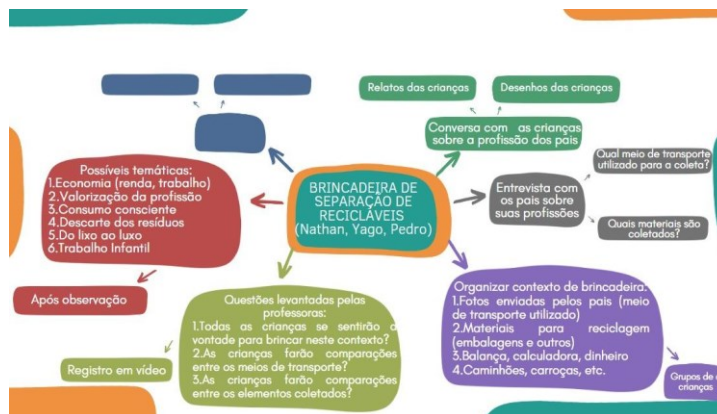 Relatos das crianças
Desenhos das crianças
Conversa com as crianças
sobre a profissão dos pais
Qual meio de transporte
utilizado para a coleta?
Entrevista com
os pais sobre
suas profissões
Quais materiais são
coletados?
BRINCADEIRA DE
SEPARAÇÃO DE
RECICLÁVEIS
(Nathan, Yago, Pedro)
Possíveis temáticas:
1.Economia (renda, trabalho)
2.Valorização da profissão
3.Consumo consciente
4.Descarte dos resíduos
5.Do lixo ao luxo
6.Trabalho Infantil
Após observação
Questões levantadas pelas
professoras:
1.Todas as crianças se sentirão a
vontade para brincar neste contexto?
2.As crianças farão comparações
entre os meios de transporte?
3.As crianças farão comparações
entre os elementos coletados?
Registro em vídeo
Organizar contexto de brincadeira:
1.Fotos enviadas pelos pais (meio
de transporte utilizado)
2.Materiais para reciclagem
(embalagens e outros)
3.Balança, calculadora, dinheiro
4.Caminhões, carroças, etc.
Grupos de
crianças